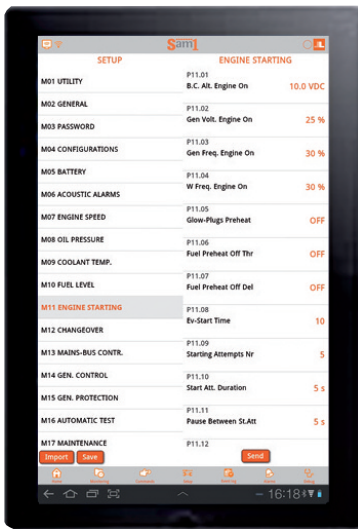 Sam1
SETUP
ENGINE STARTING
M01 UTILITY
M02 GENERAL
M03 PASSWORD
M04 CONFIGURATIONS
M05 BATTERY
M06 ACOUSTIC ALARMS
M07 ENGINE SPEED
M08 OIL PRESSURE
M09 COOLANT TEMP.
M10 FUEL LEVEL
M11 ENGINE STARTING
M12 CHANGEOVER
M13 MAINS-BUS CONTR.
M14 GEN. CONTROL
M15 GEN. PROTECTION
M16 AUTOMATIC TEST
M17 MAINTENANCE
P11.01
B.C. Alt. Engine On 10.0 VDC
P11.02
Gen Volt. Engine On 25 %
P11.03
Gen Freq. Engine On 30 %
P11.04
W Freq. Engine On 30 %
P11.05
Glow-Plugs Preheat OFF
P11.06
Fuel Preheat Off Thr OFF
P11.07
Fuel Preheat Off Del OFF
P11.08
Ev-Start Time 10
P11.09
Starting Attempts Nr 5
P11.10
Start Att. Duration 5 s
P11.11
Pause Between St.Att 5 s
P11.12
Import Save Send
16:18